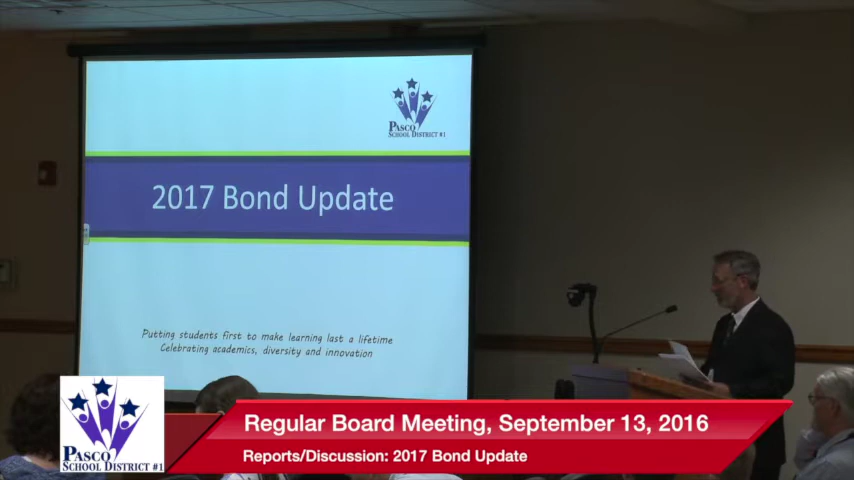 PASCO
SCHOOL DISTRICT #1
2017 Bond Update
Putting students first to make learning last a lifetime
Celebrating academics, diversity and innovation
PASCO
SCHOOL DISTRICT #1
Regular Board Meeting, September 13, 2016
Reports/Discussion: 2017 Bond Update